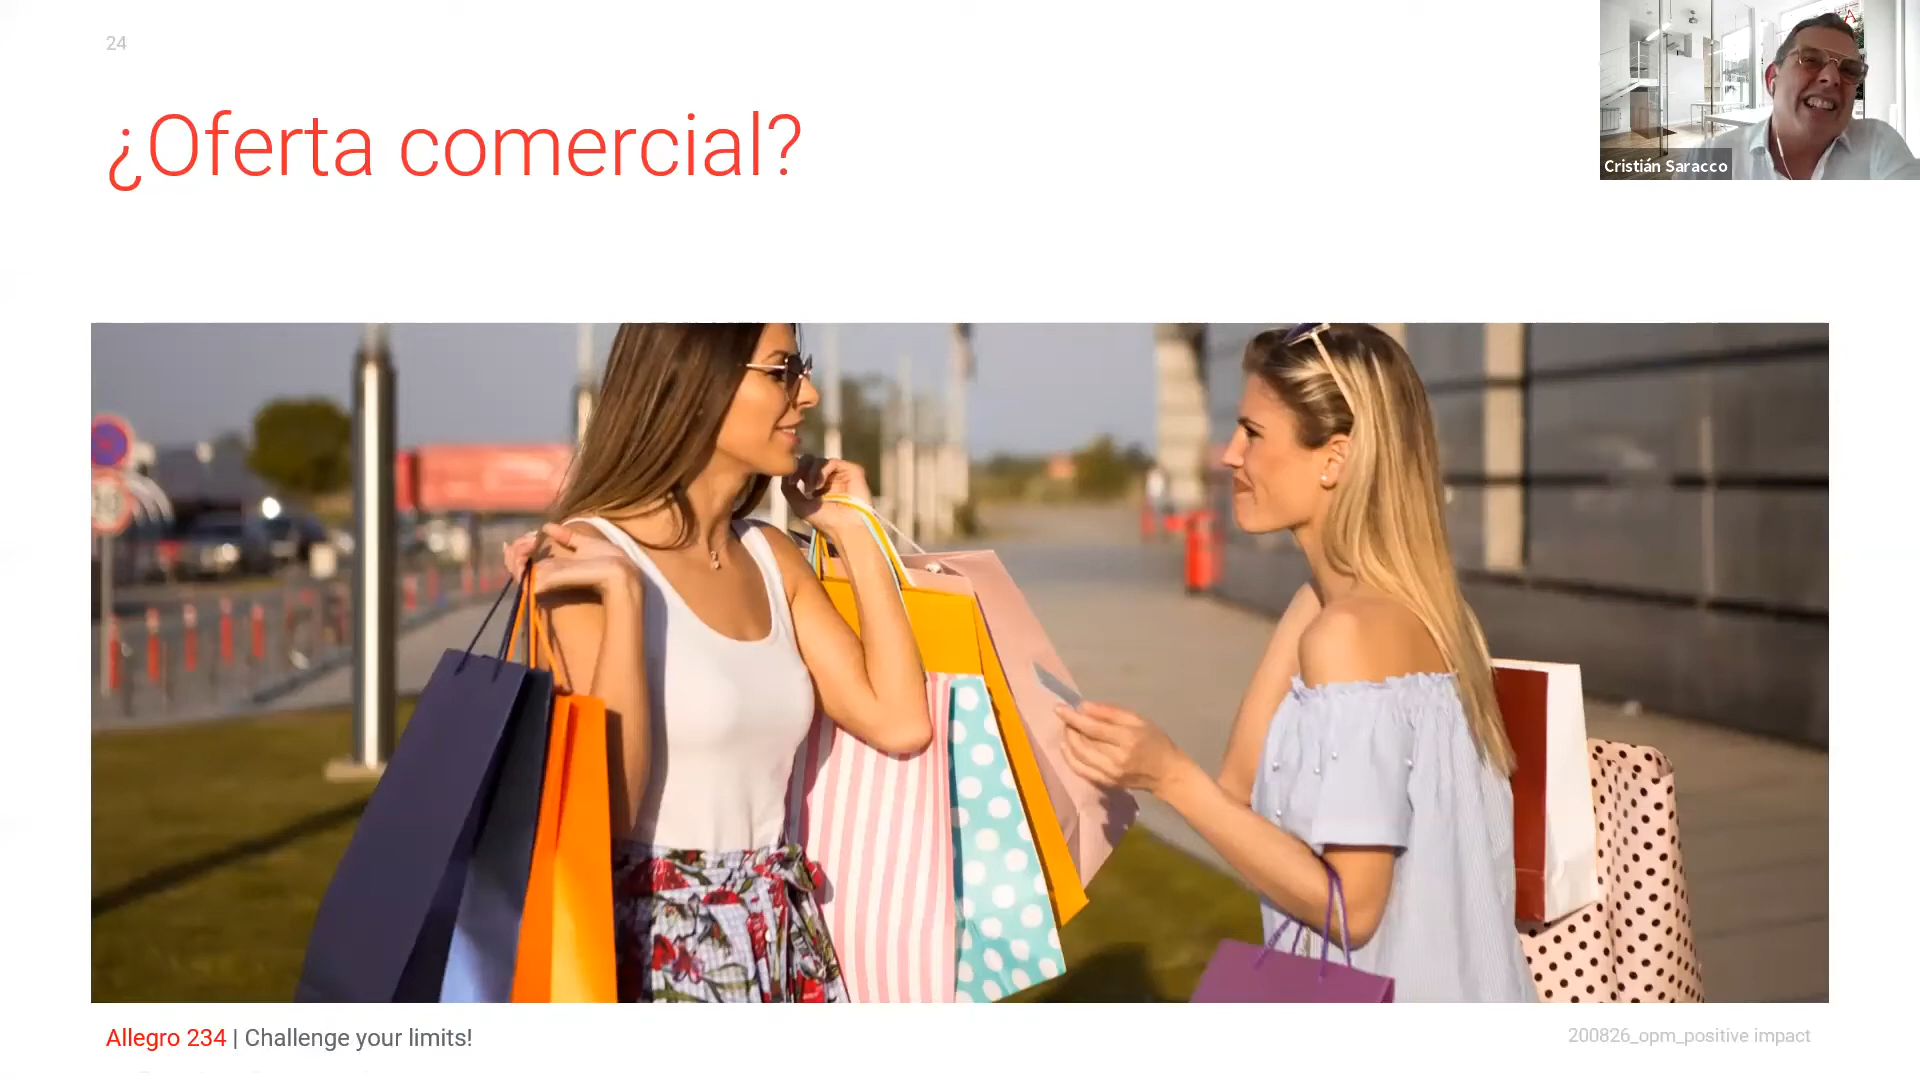 24
¿Oferta comercial?
Cristián Saracco
Allegro 234 | Challenge your limits!
200826_opm_positive impact